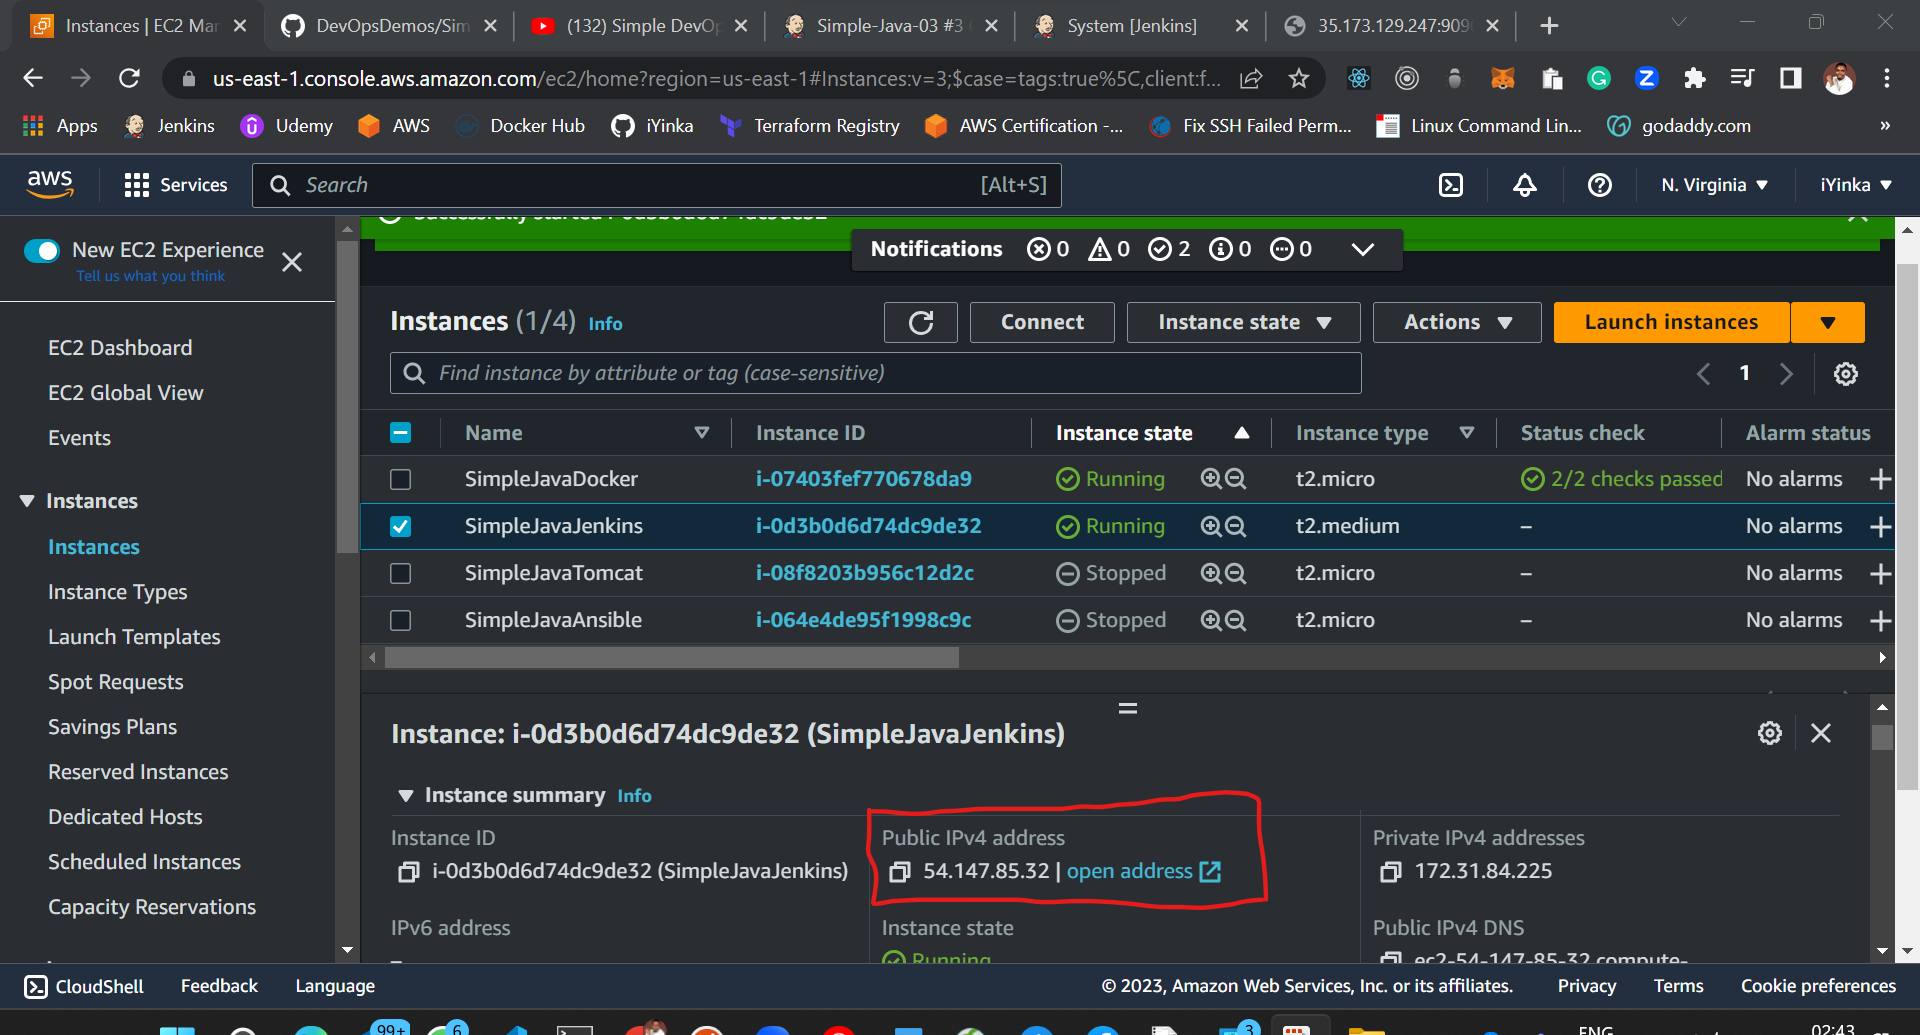 Instances | EC2 Mar
DevOpsDemos/Sim
(132) Simple DevOp
Simple-Java-03 #3
System [Jenkins]
35.173.129.247:909
us-east-1.console.aws.amazon.com/ec2/home?region=us-east-1#Instances:v=3;$case=tags:true%5C,client:f...
Apps
Jenkins
Udemy
AWS
Docker Hub
iYinka
Terraform Registry
AWS Certification -...
Fix SSH Failed Perm...
Linux Command Lin...
godaddy.com
»
aws
Services
Search
[Alt+S]
N. Virginia
iYinka
New EC2 Experience
Tell us what you think
Successfully started i-0d3b0d6d74dc9de32
Notifications 0 0 2 0 0
EC2 Dashboard
EC2 Global View
Events
Instances
Instances
Instance Types
Launch Templates
Spot Requests
Savings Plans
Reserved Instances
Dedicated Hosts
Scheduled Instances
Capacity Reservations
Instances (1/4) Info
Connect
Instance state
Actions
Launch instances
Find instance by attribute or tag (case-sensitive)
1
Name Instance ID Instance state Instance type Status check Alarm status
SimpleJavaDocker i-07403fef770678da9 Running t2.micro 2/2 checks passed No alarms +
SimpleJavaJenkins i-0d3b0d6d74dc9de32 Running t2.medium – No alarms +
SimpleJavaTomcat i-08f8203b956c12d2c Stopped t2.micro – No alarms +
SimpleJavaAnsible i-064e4de95f1998c9c Stopped t2.micro – No alarms +
Instance: i-0d3b0d6d74dc9de32 (SimpleJavaJenkins)
Instance summary Info
Instance ID
i-0d3b0d6d74dc9de32 (SimpleJavaJenkins)
Public IPv4 address
54.147.85.32 | open address
Private IPv4 addresses
172.31.84.225
IPv6 address
–
Instance state
Running
Public IPv4 DNS
ec2-54-147-85-32.compute-
CloudShell
Feedback
Language
© 2023, Amazon Web Services, Inc. or its affiliates.
Privacy
Terms
Cookie preferences
99+
6
3
ENG
02:43